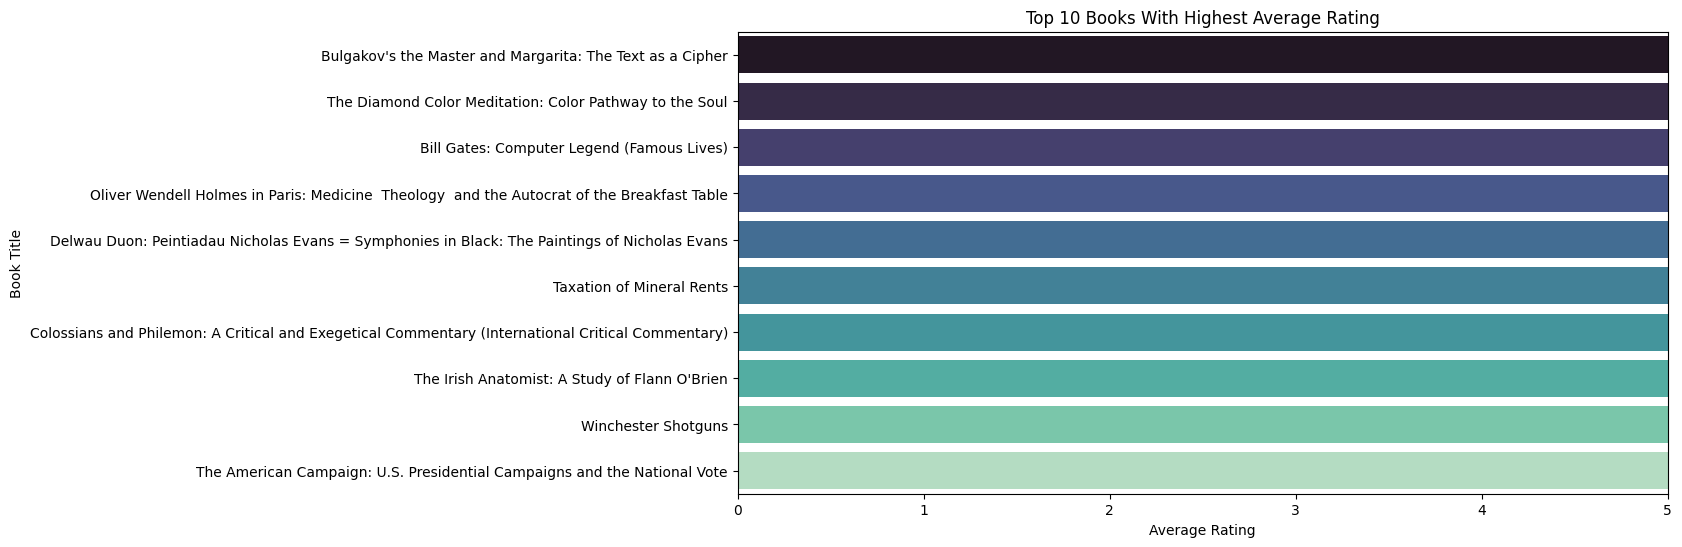 Top 10 Books With Highest Average Rating
Book Title
Bulgakov's the Master and Margarita: The Text as a Cipher
The Diamond Color Meditation: Color Pathway to the Soul
Bill Gates: Computer Legend (Famous Lives)
Oliver Wendell Holmes in Paris: Medicine  Theology  and the Autocrat of the Breakfast Table
Delwau Duon: Peintiadau Nicholas Evans = Symphonies in Black: The Paintings of Nicholas Evans
Taxation of Mineral Rents
Colossians and Philemon: A Critical and Exegetical Commentary (International Critical Commentary)
The Irish Anatomist: A Study of Flann O'Brien
Winchester Shotguns
The American Campaign: U.S. Presidential Campaigns and the National Vote
0 1 2 3 4 5
Average Rating